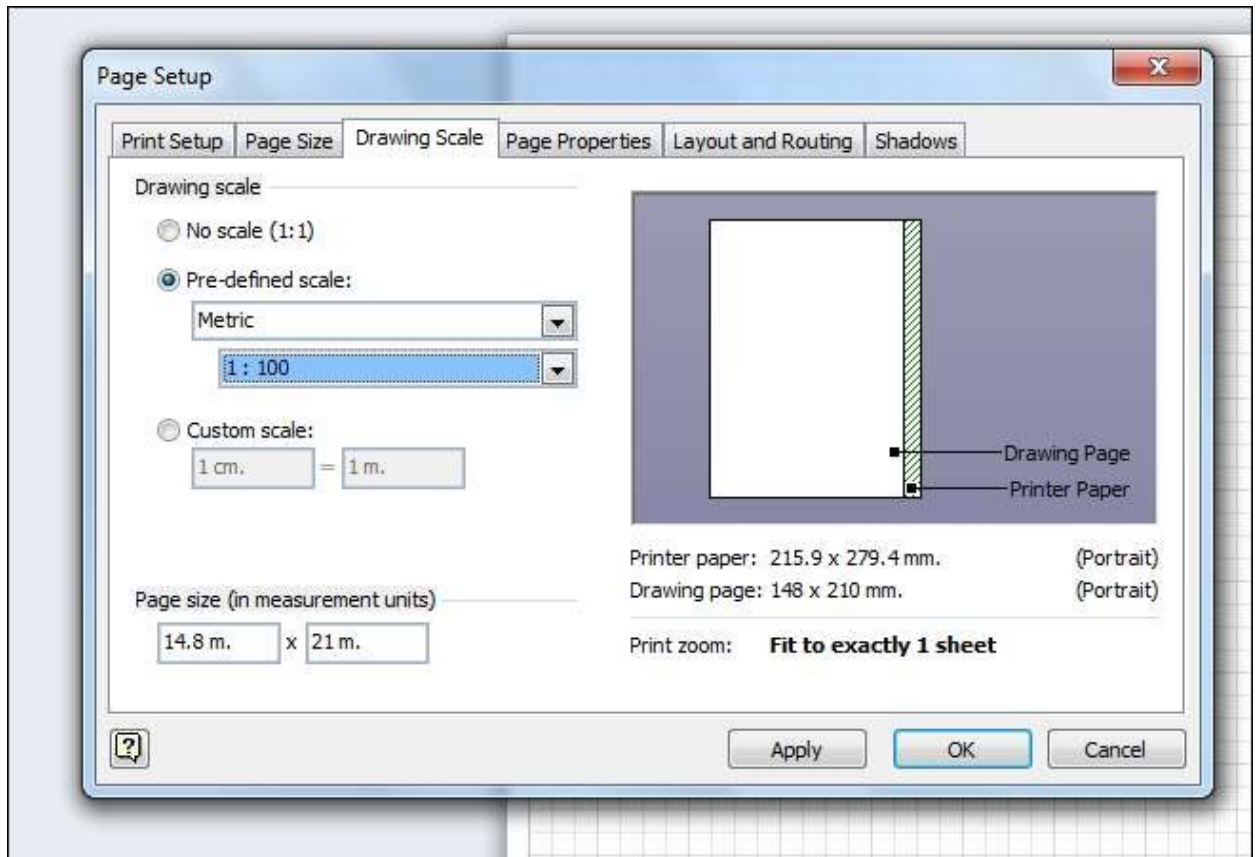 Page Setup
Print Setup Page Size Drawing Scale Page Properties Layout and Routing Shadows
Drawing scale
No scale (1:1)
Pre-defined scale:
Metric
1 : 100
Custom scale:
1 cm. = 1 m.
Page size (in measurement units)
14.8 m. x 21 m.
Drawing Page
Printer Paper
Printer paper: 215.9 x 279.4 mm. (Portrait)
Drawing page: 148 x 210 mm. (Portrait)
Print zoom: Fit to exactly 1 sheet
Apply OK Cancel